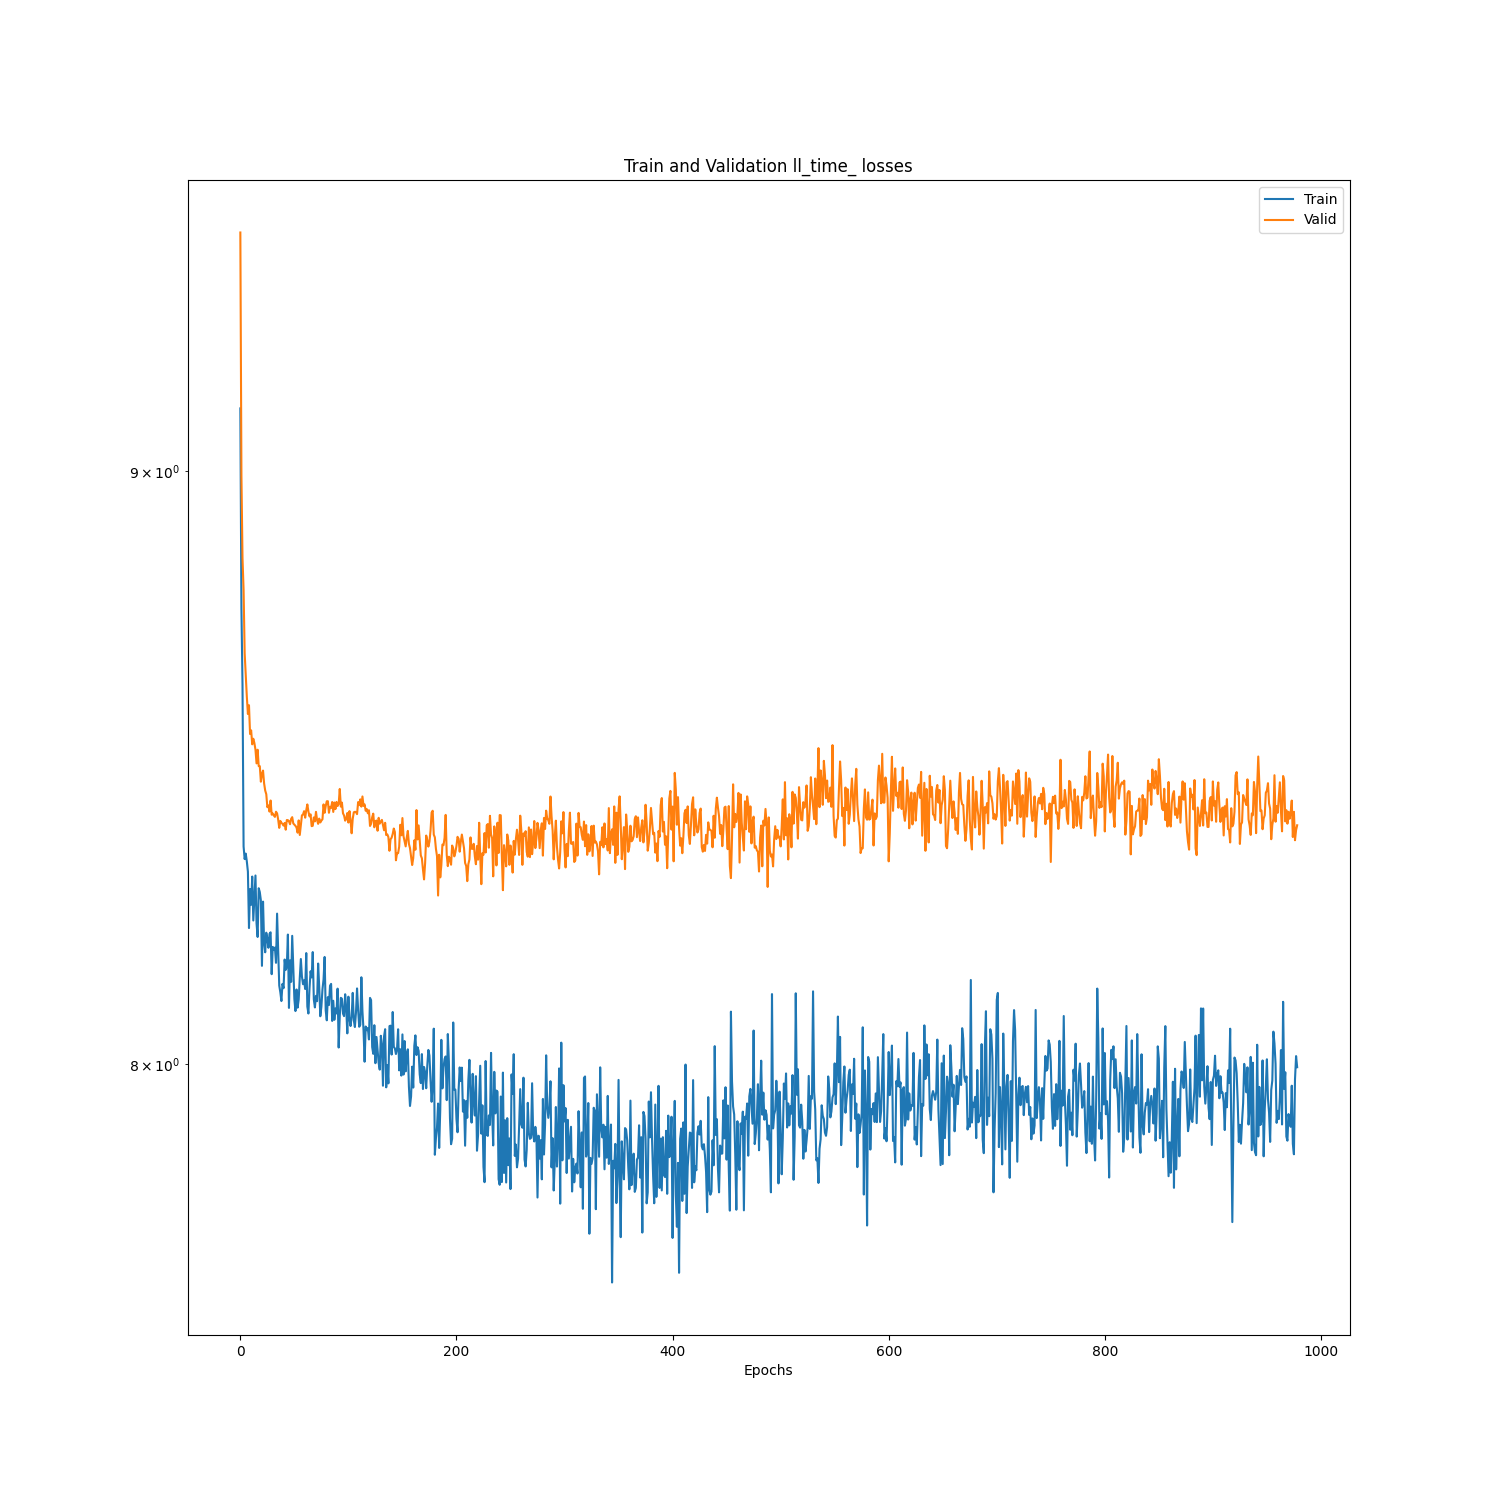 Train and Validation ll_time_ losses
Train
Valid
9 × 10⁰
8 × 10⁰
0 200 400 600 800 1000
Epochs